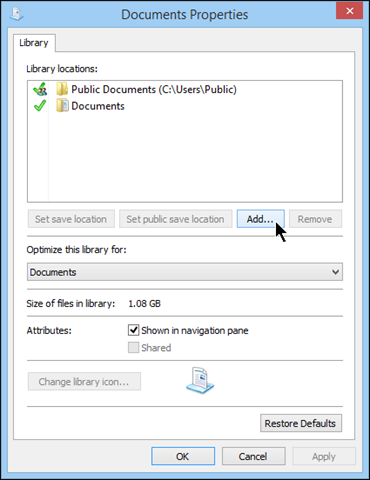 Documents Properties
Library
Library locations:
Public Documents (C:\Users\Public)
Documents
Set save location Set public save location Add... Remove
Optimize this library for:
Documents
Size of files in library: 1.08 GB
Attributes: Shown in navigation pane
Shared
Change library icon...
Restore Defaults
OK Cancel Apply